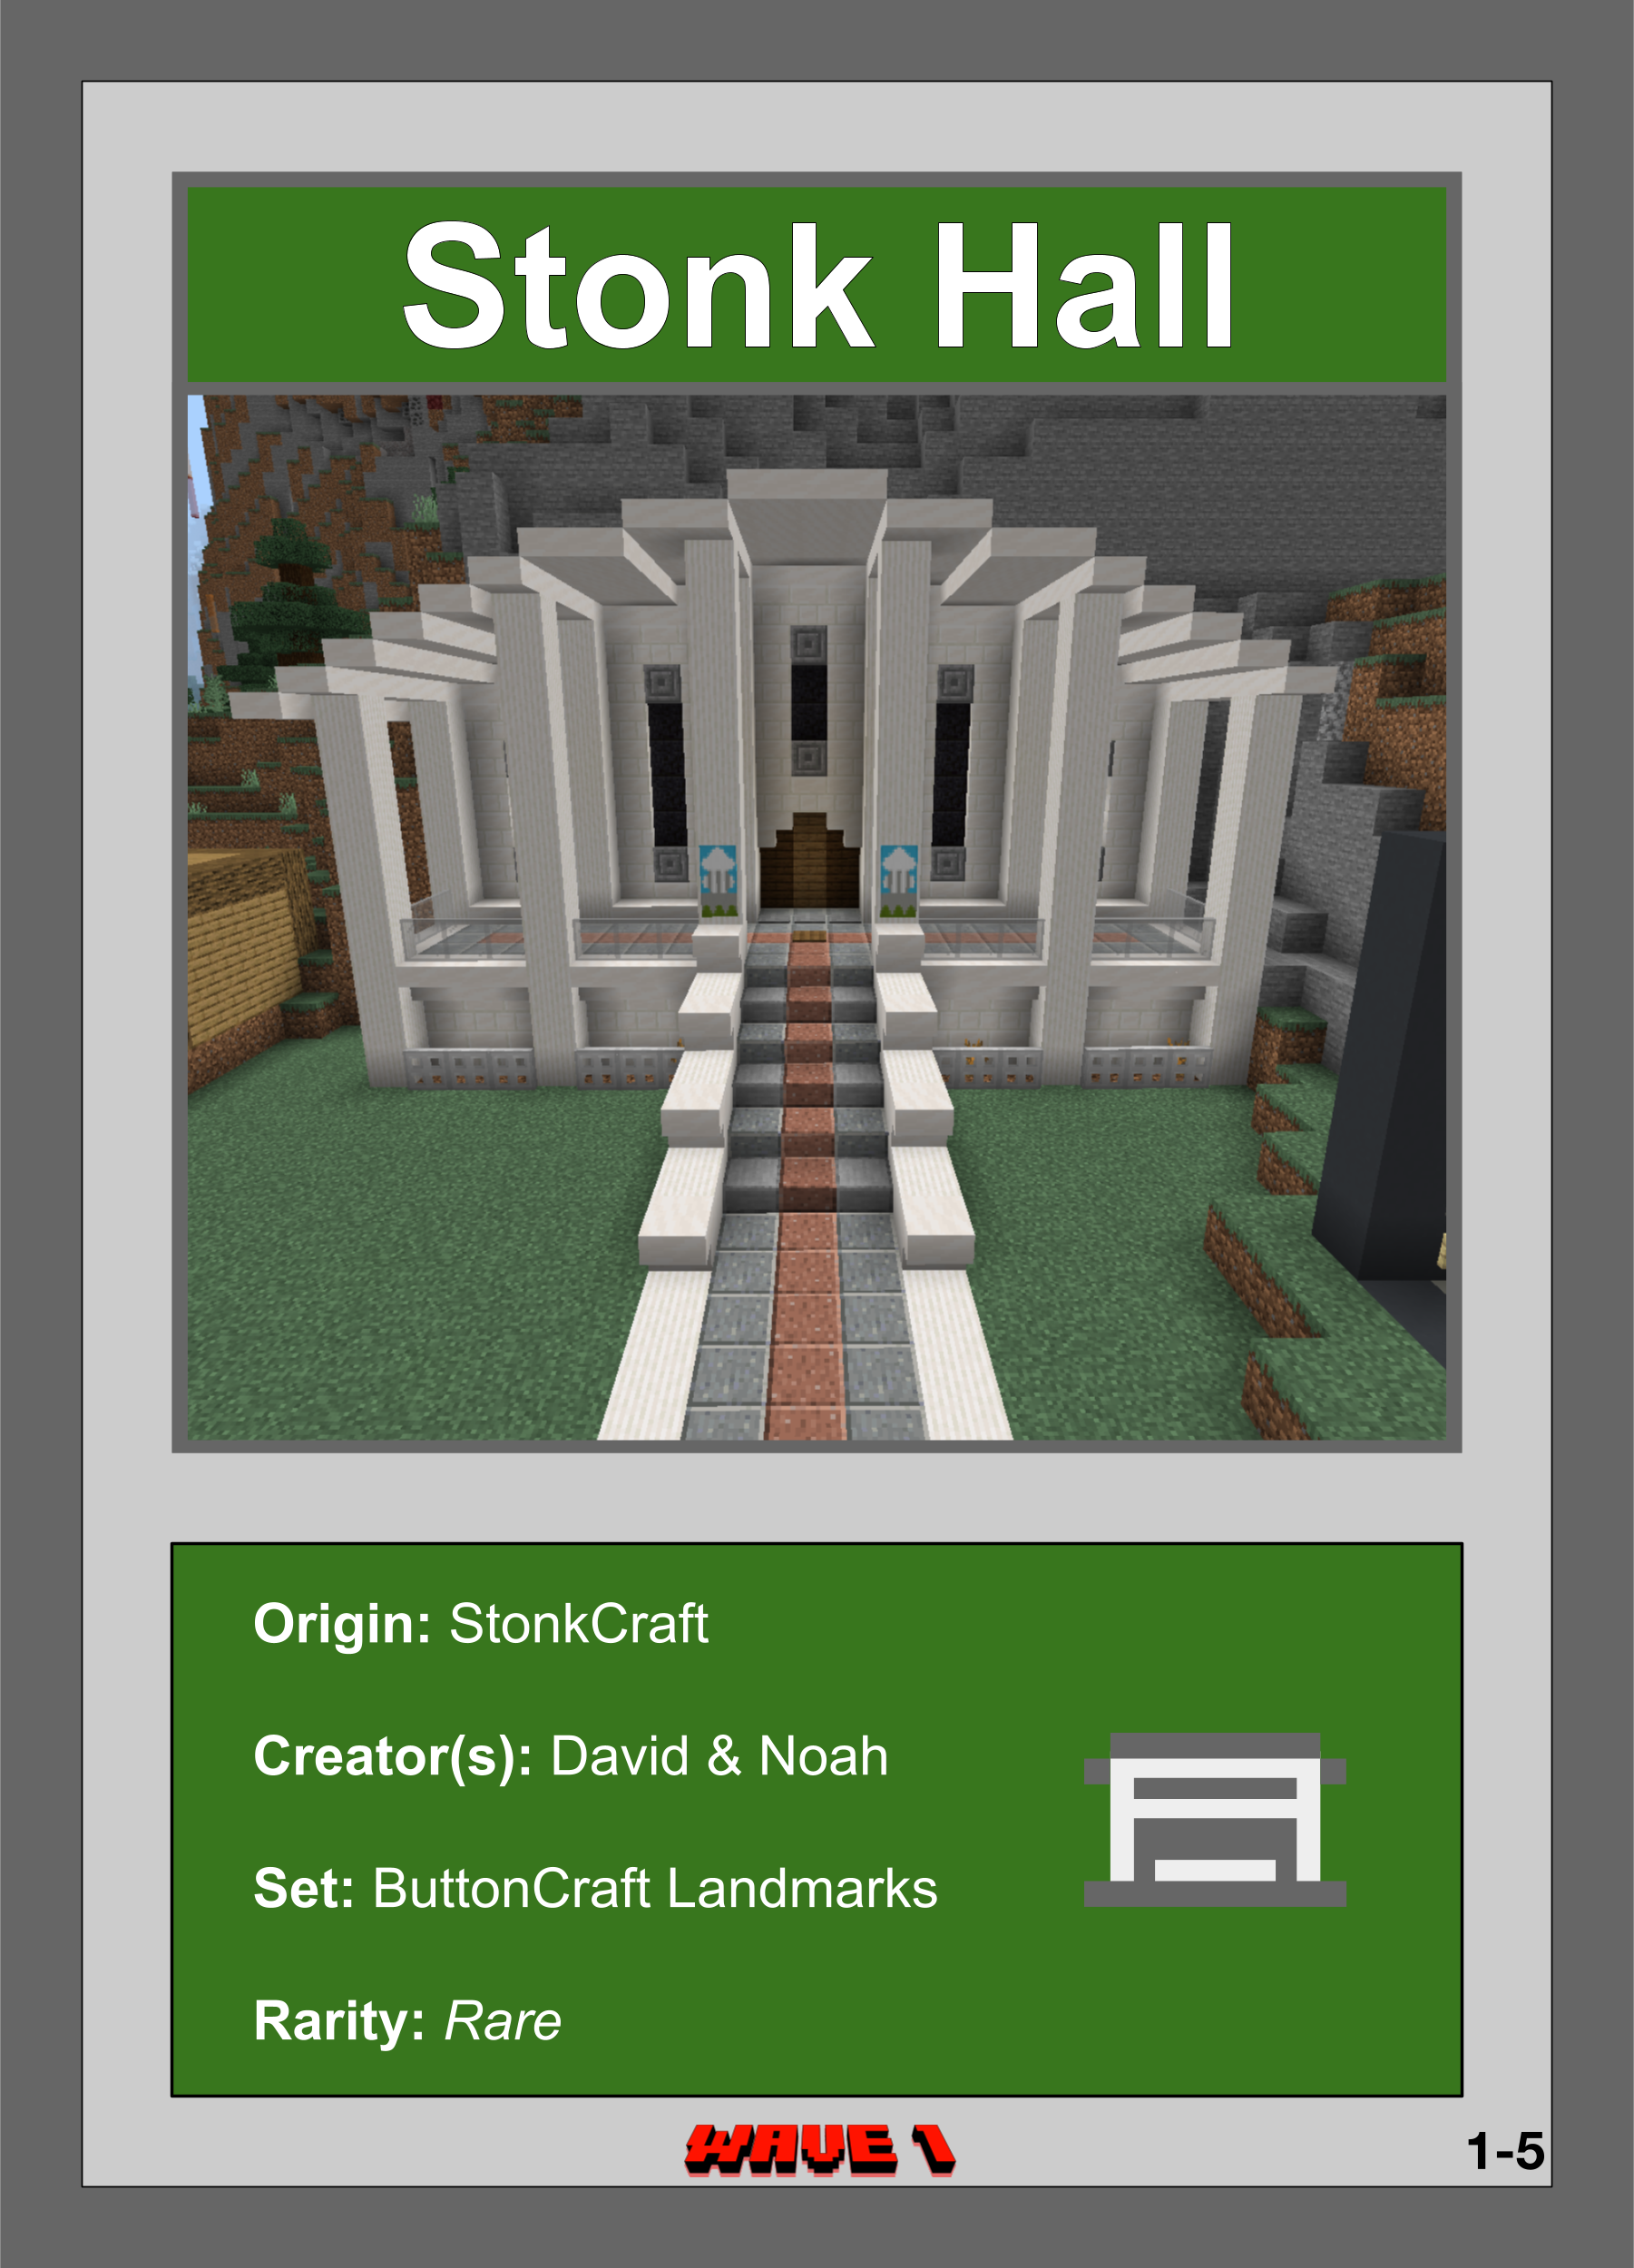 Stonk Hall
Origin: StonkCraft
Creator(s): David & Noah
Set: ButtonCraft Landmarks
Rarity: Rare
WAVE 1
1-5